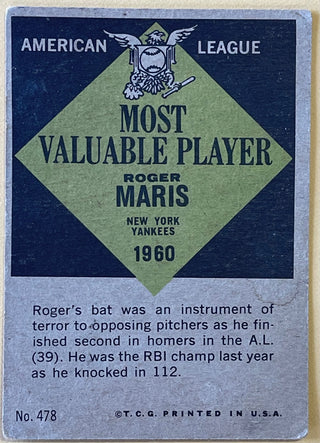 AMERICAN LEAGUE
MOST
VALUABLE PLAYER
ROGER
MARIS
NEW YORK
YANKEES
1960
Roger's bat was an instrument of
terror to opposing pitchers as he fin-
ished second in homers in the A.L.
(39). He was the RBI champ last year
as he knocked in 112.
No. 478 ©T.C.G. PRINTED IN U.S.A.